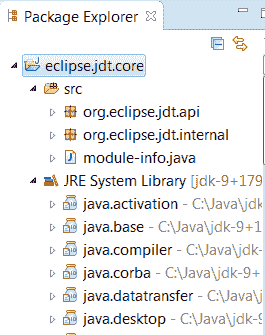 Package Explorer
eclipse.jdt.core
src
org.eclipse.jdt.api
org.eclipse.jdt.internal
module-info.java
JRE System Library [jdk-9+179
java.activation - C:\Java\jdk
java.base - C:\Java\jdk-9+1
java.compiler - C:\Java\jdk
java.corba - C:\Java\jdk-9+
java.datatransfer - C:\Java
java.desktop - C:\Java\jdk-9